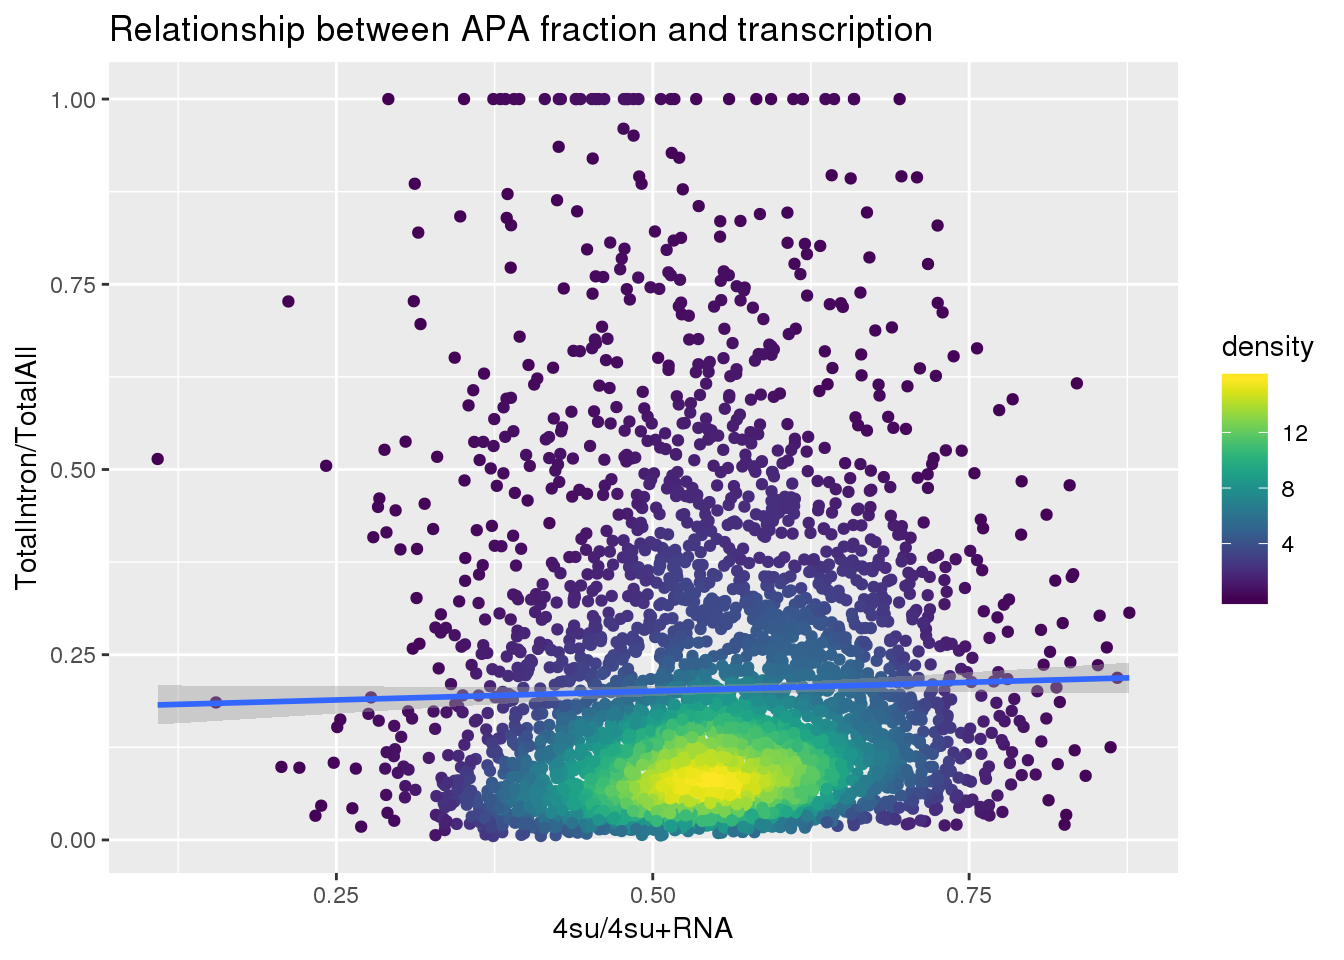 Relationship between APA fraction and transcription
1.00
0.75
0.50
0.25
0.00
TotalIntron/TotalAll
0.25
0.50
0.75
4su/4su+RNA
density
12
8
4